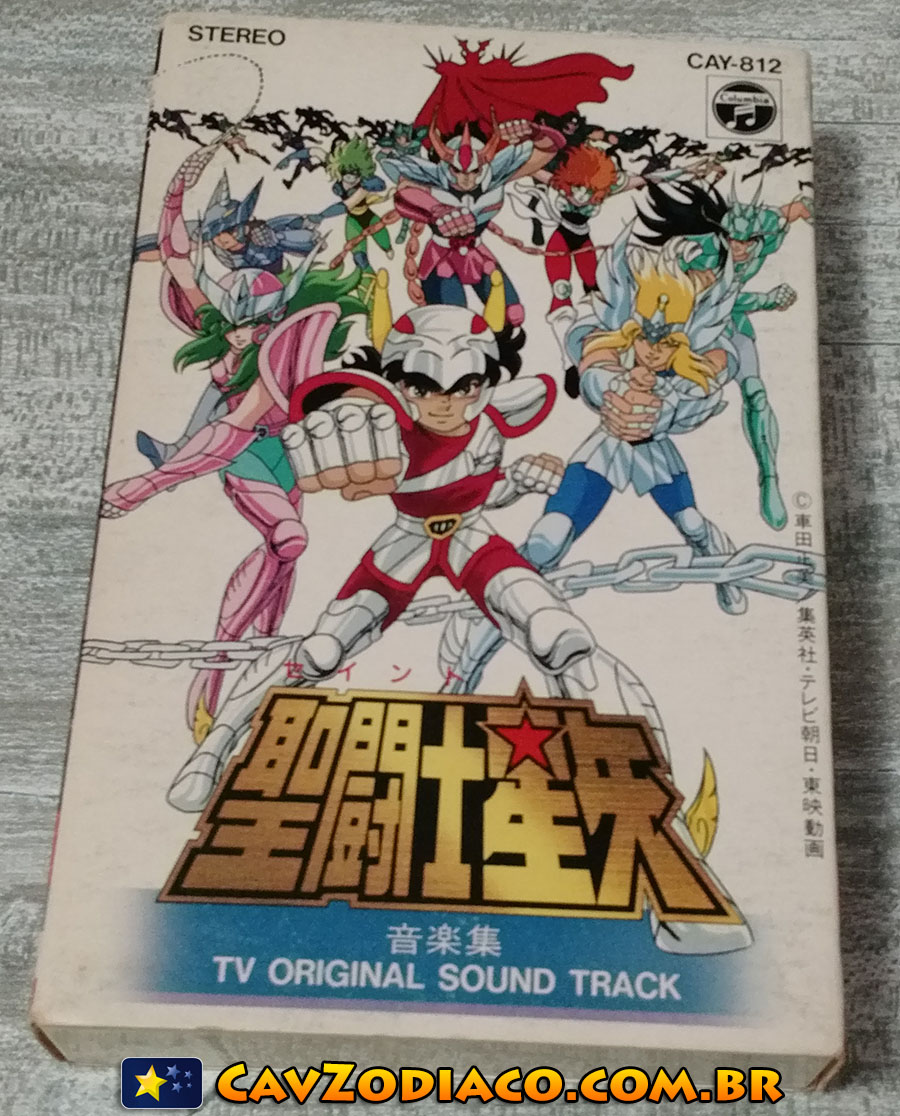 STEREO
CAY-812
Columbia
©車田正美・集英社・テレビ朝日・東映動画
セイント
聖闘士星矢
音楽集
TV ORIGINAL SOUND TRACK
CAVZODIACO.COM.BR